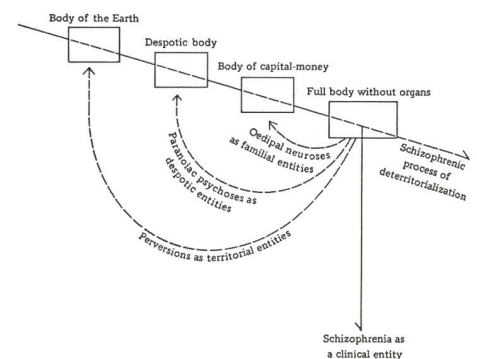 Body of the Earth
Despotic body
Body of capital-money
Full body without organs
Oedipal neuroses
as familial entities
Schizophrenic
process of
deterritorialization
Paranoiac psychoses as
despotic entities
Perversions as territorial entities
Schizophrenia as
a clinical entity